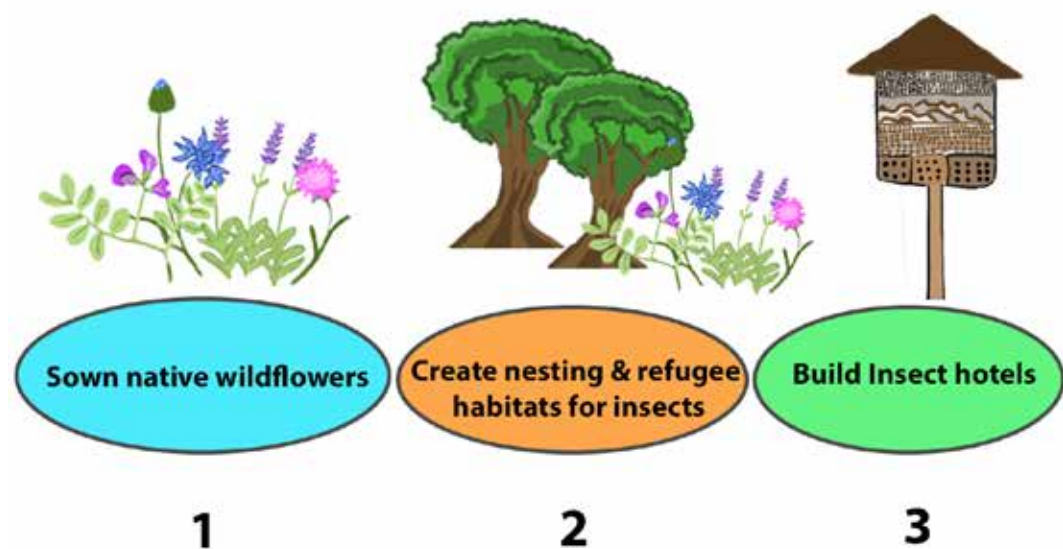 Sown native wildflowers
Create nesting & refugee
habitats for insects
Build Insect hotels
1
2
3